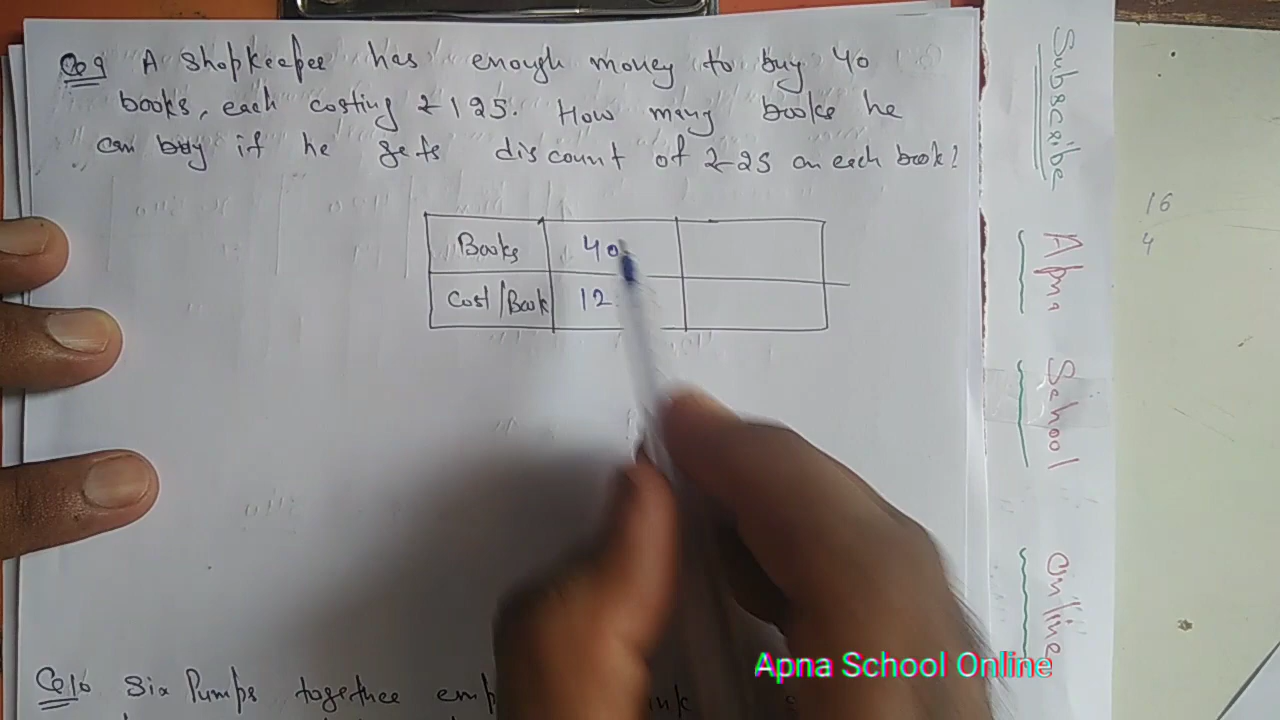 Q9 A Shopkeepee has enough money to buy 40
books, each costing ₹125. How many books he
can buy if he gets discount of ₹25 on each book?
Books 40
Cost/Book 12
Q10 Six Pumps together emp
Subscribe Apna School Online
16
4
Apna School Online